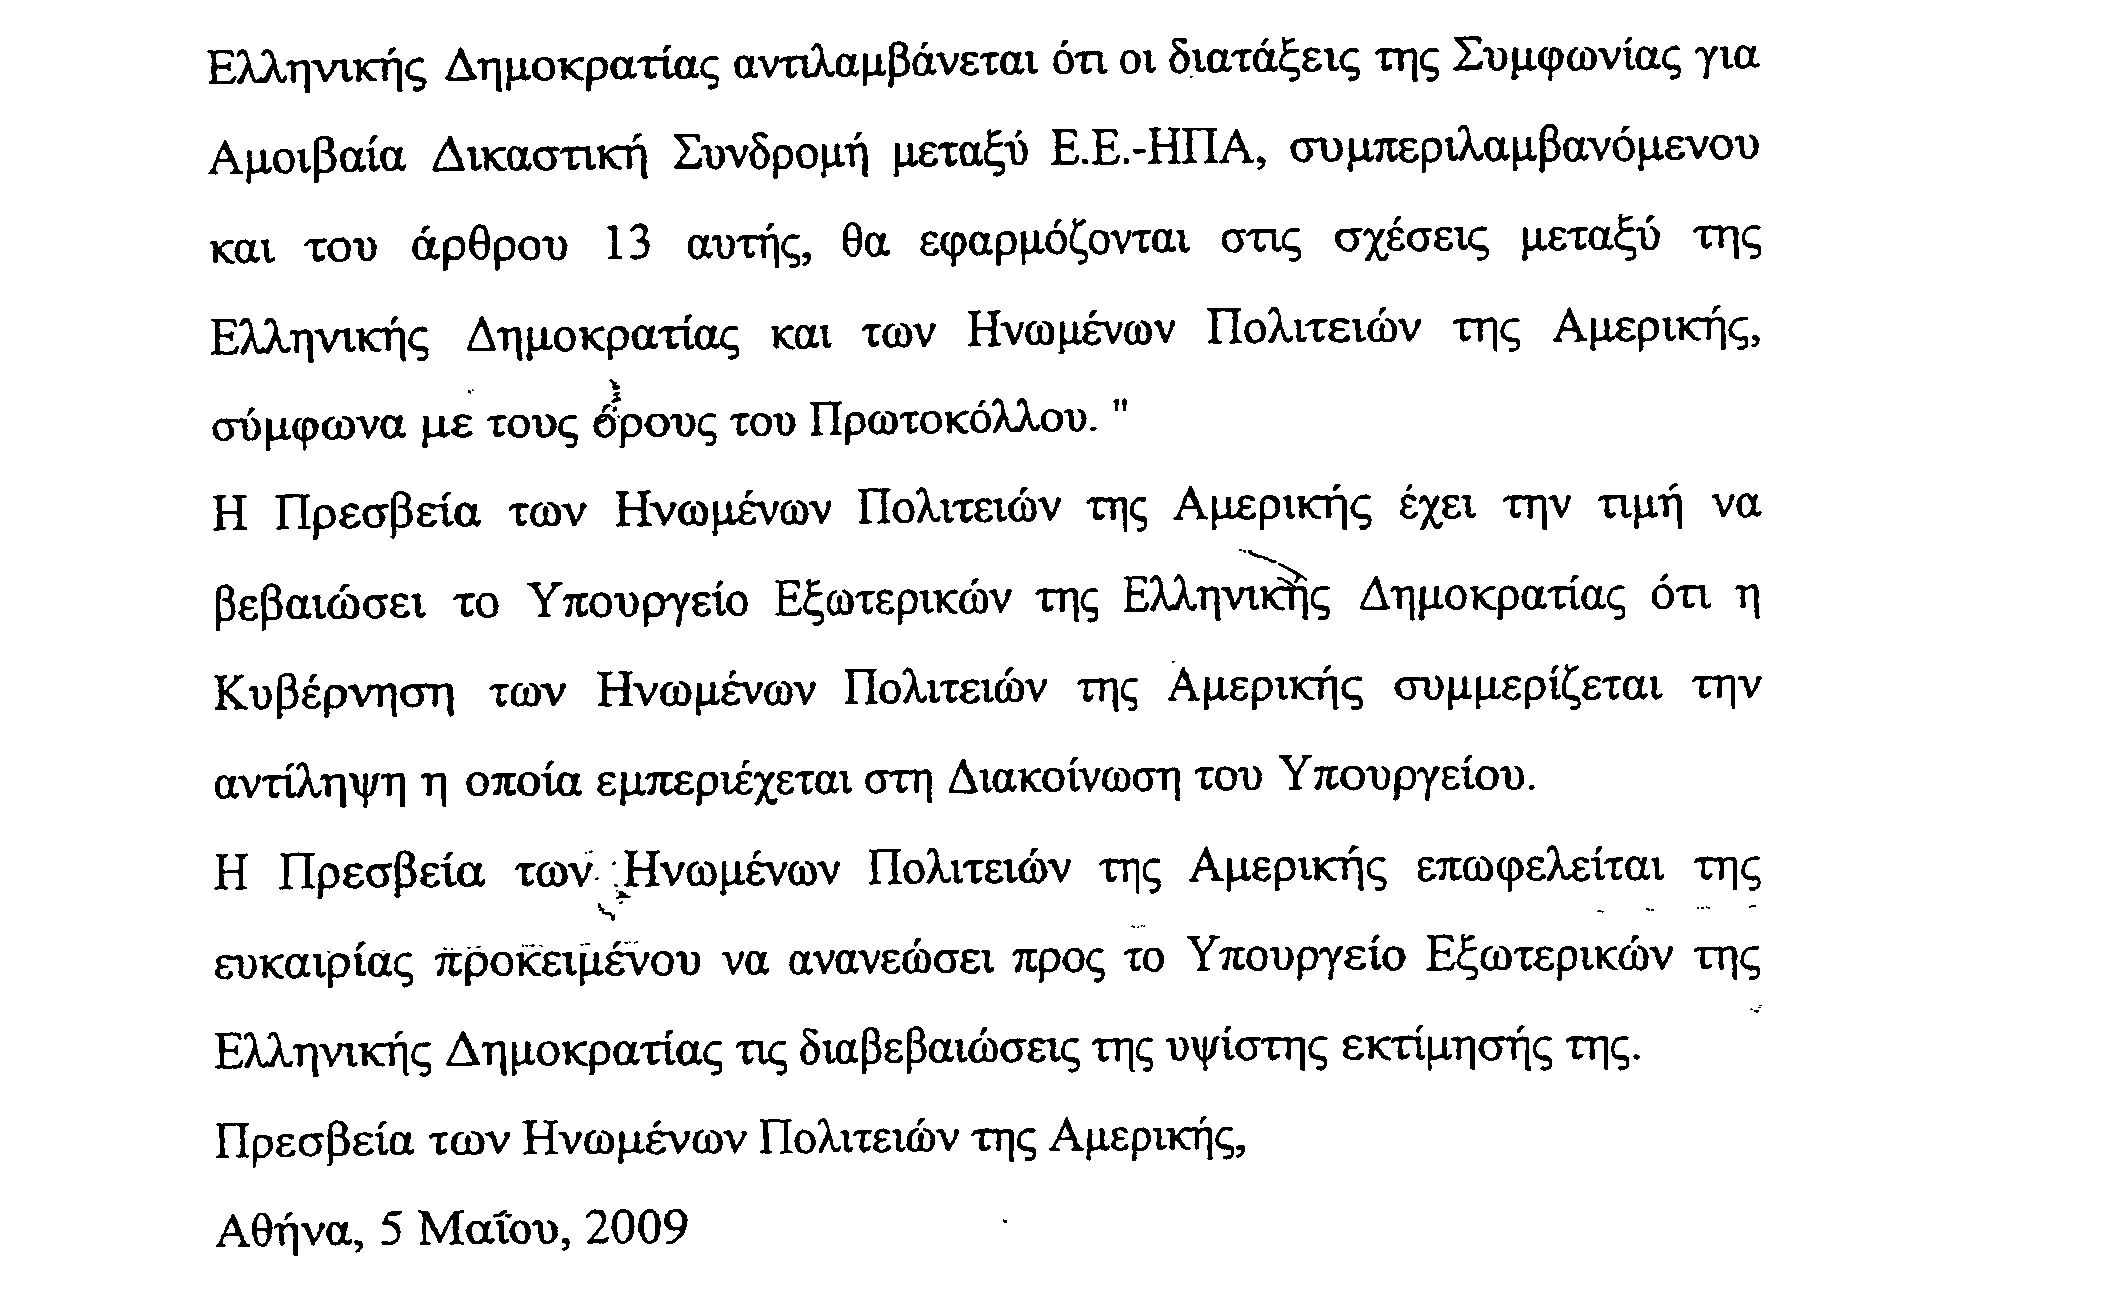 Ελληνικής Δημοκρατίας αντιλαμβάνεται ότι οι διατάξεις της Συμφωνίας για
Αμοιβαία Δικαστική Συνδρομή μεταξύ Ε.Ε.-ΗΠΑ, συμπεριλαμβανόμενου
και του άρθρου 13 αυτής, θα εφαρμόζονται στις σχέσεις μεταξύ της
Ελληνικής Δημοκρατίας και των Ηνωμένων Πολιτειών της Αμερικής,
σύμφωνα με τους όρους του Πρωτοκόλλου. "
Η Πρεσβεία των Ηνωμένων Πολιτειών της Αμερικής έχει την τιμή να
βεβαιώσει το Υπουργείο Εξωτερικών της Ελληνικής Δημοκρατίας ότι η
Κυβέρνηση των Ηνωμένων Πολιτειών της Αμερικής συμμερίζεται την
αντίληψη η οποία εμπεριέχεται στη Διακοίνωση του Υπουργείου.
Η Πρεσβεία των Ηνωμένων Πολιτειών της Αμερικής επωφελείται της
ευκαιρίας προκειμένου να ανανεώσει προς το Υπουργείο Εξωτερικών της
Ελληνικής Δημοκρατίας τις διαβεβαιώσεις της υψίστης εκτίμησής της.
Πρεσβεία των Ηνωμένων Πολιτειών της Αμερικής,
Αθήνα, 5 Μαΐου, 2009